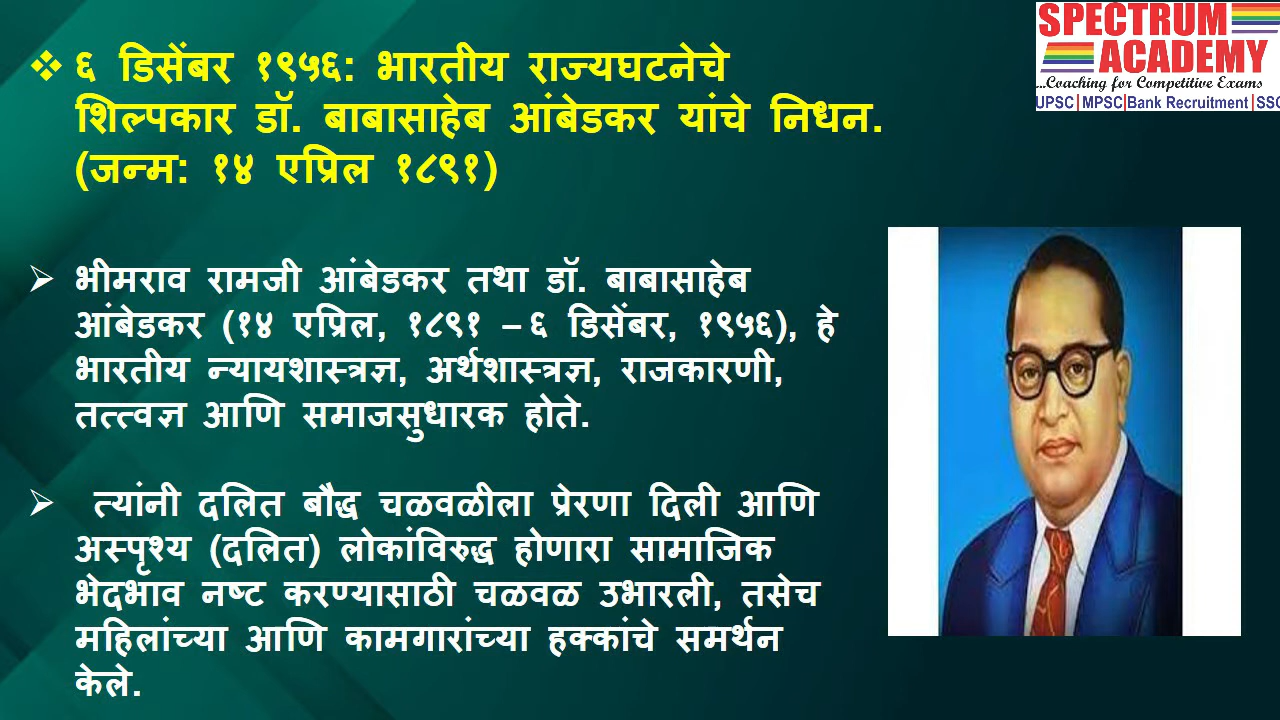 ६ डिसेंबर १९५६: भारतीय राज्यघटनेचे
शिल्पकार डॉ. बाबासाहेब आंबेडकर यांचे निधन.
(जन्म: १४ एप्रिल १८९१)
SPECTRUM
ACADEMY
...Coaching for Competitive Exams
UPSC|MPSC|Bank Recruitment|SSC
भीमराव रामजी आंबेडकर तथा डॉ. बाबासाहेब
आंबेडकर (१४ एप्रिल, १८९१ – ६ डिसेंबर, १९५६), हे
भारतीय न्यायशास्त्रज्ञ, अर्थशास्त्रज्ञ, राजकारणी,
तत्त्वज्ञ आणि समाजसुधारक होते.
त्यांनी दलित बौद्ध चळवळीला प्रेरणा दिली आणि
अस्पृश्य (दलित) लोकांविरुद्ध होणारा सामाजिक
भेदभाव नष्ट करण्यासाठी चळवळ उभारली, तसेच
महिलांच्या आणि कामगारांच्या हक्कांचे समर्थन
केले.